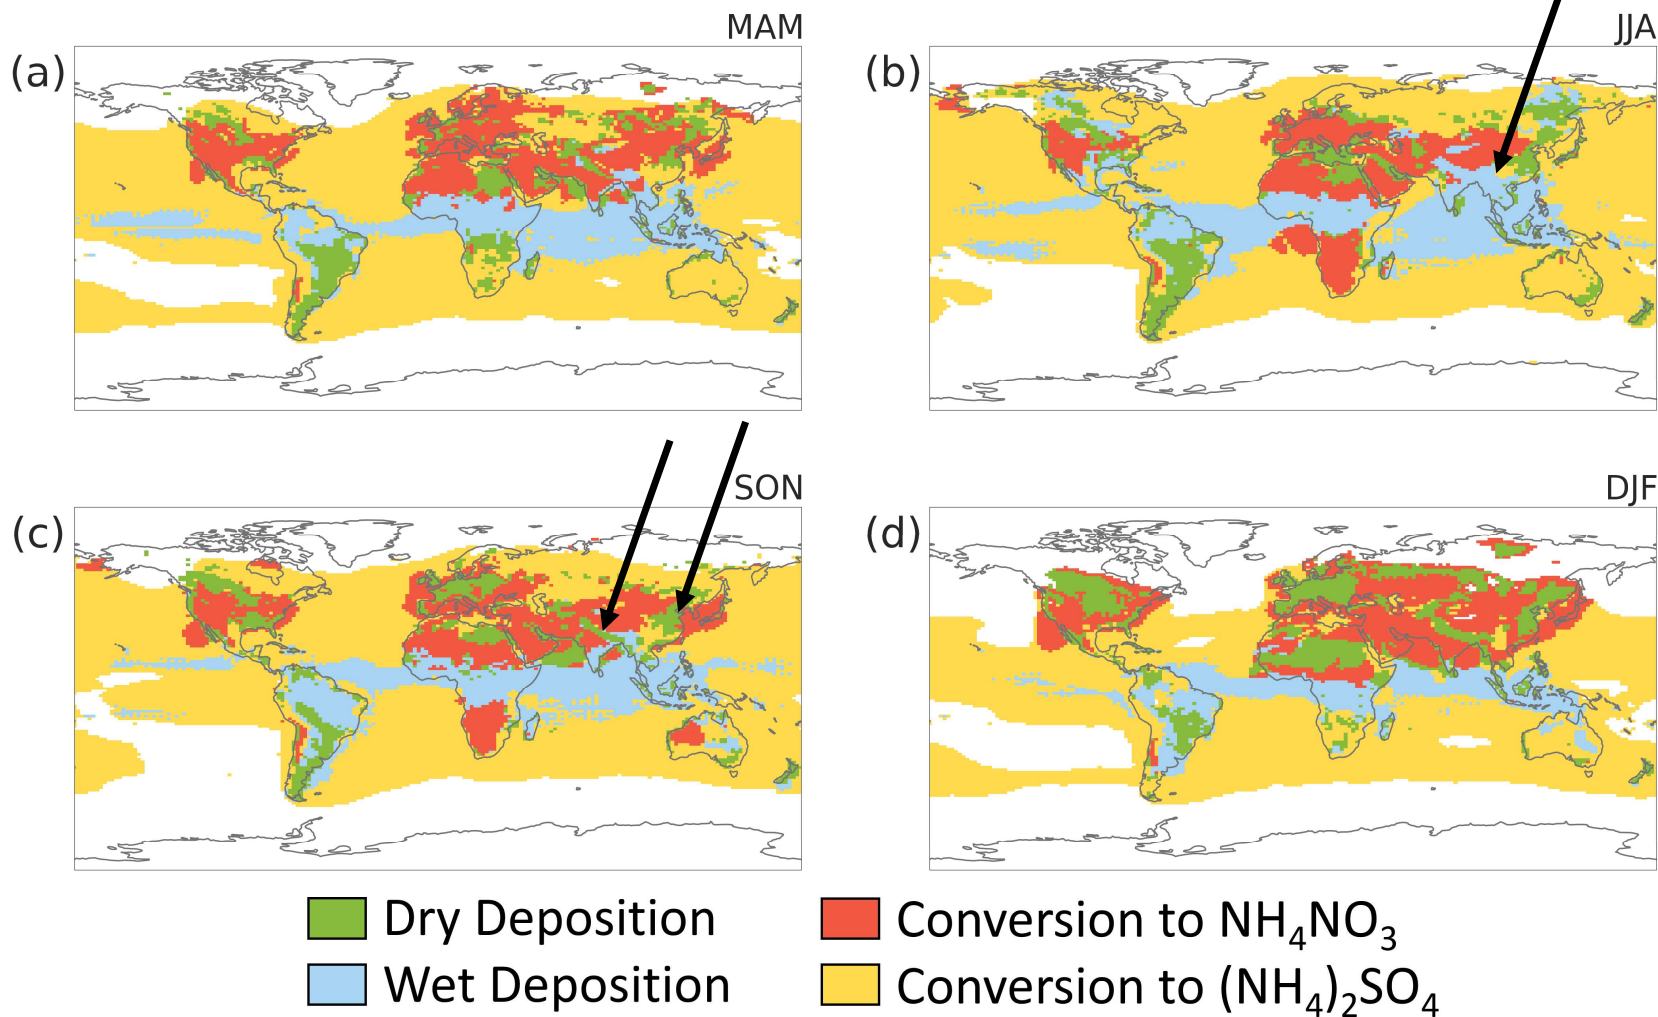 MAM
(a)
JJA
(b)
SON
(c)
DJF
(d)
Dry Deposition
Conversion to NH₄NO₃
Wet Deposition
Conversion to (NH₄)₂SO₄